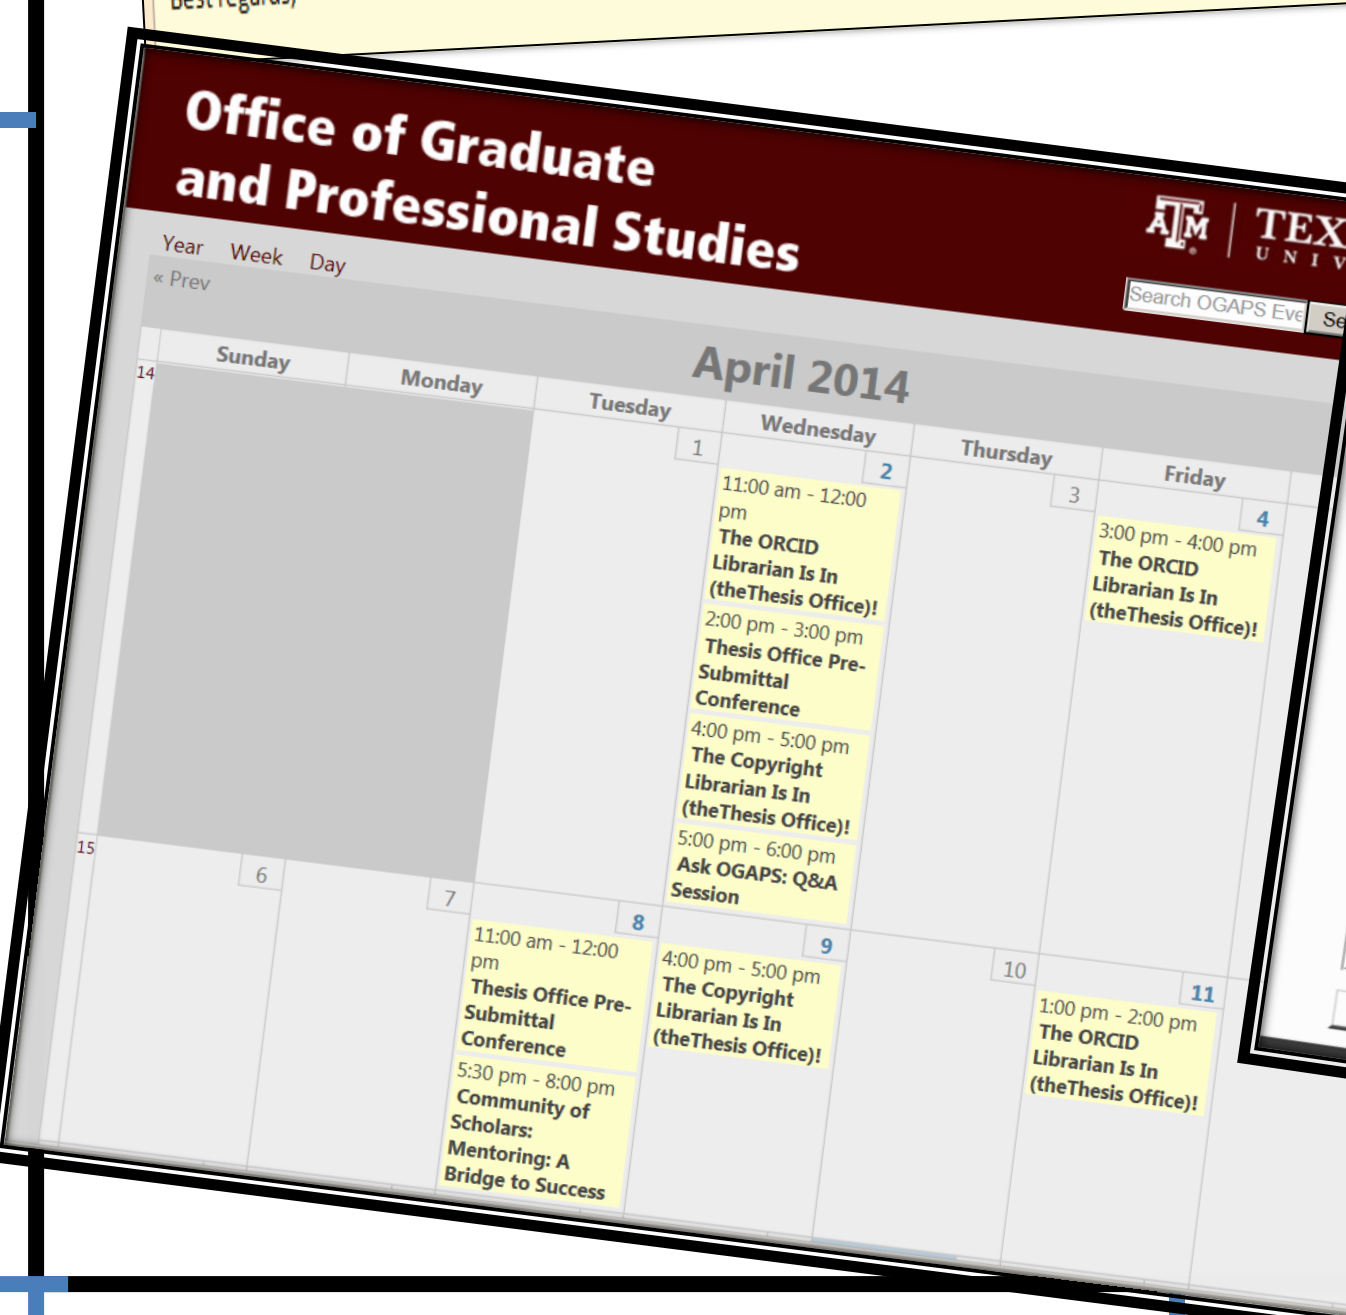 Best regards,
Office of Graduate
and Professional Studies
ATM
Year Week Day
« Prev
Search OGAPS Eve
April 2014
Sunday Monday Tuesday Wednesday Thursday Friday
14
1
2
11:00 am - 12:00
pm
The ORCID
Librarian Is In
(theThesis Office)!
2:00 pm - 3:00 pm
Thesis Office Pre-
Submittal
Conference
4:00 pm - 5:00 pm
The Copyright
Librarian Is In
(theThesis Office)!
5:00 pm - 6:00 pm
Ask OGAPS: Q&A
Session
3
4
3:00 pm - 4:00 pm
The ORCID
Librarian Is In
(theThesis Office)!
15
6
7
8
11:00 am - 12:00
pm
Thesis Office Pre-
Submittal
Conference
5:30 pm - 8:00 pm
Community of
Scholars:
Mentoring: A
Bridge to Success
9
4:00 pm - 5:00 pm
The Copyright
Librarian Is In
(theThesis Office)!
10
11
1:00 pm - 2:00 pm
The ORCID
Librarian Is In
(theThesis Office)!